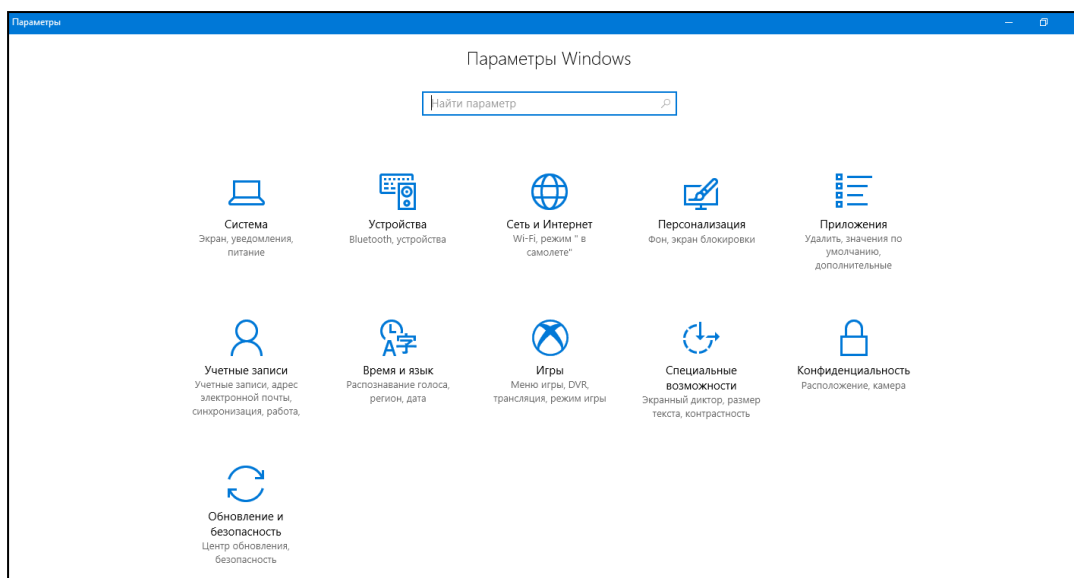 Параметры
Параметры Windows
Найти параметр
Система
Экран, уведомления,
питание
Устройства
Bluetooth, устройства
Сеть и Интернет
Wi-Fi, режим " в
самолете"
Персонализация
Фон, экран блокировки
Приложения
Удалить, значения по
умолчанию,
дополнительные
Учетные записи
Учетные записи, адрес
электронной почты,
синхронизация, работа,
Время и язык
Распознавание голоса,
регион, дата
Игры
Меню игры, DVR,
трансляция, режим игры
Специальные
возможности
Экранный диктор, размер
текста, контрастность
Конфиденциальность
Расположение, камера
Обновление и
безопасность
Центр обновления,
безопасность